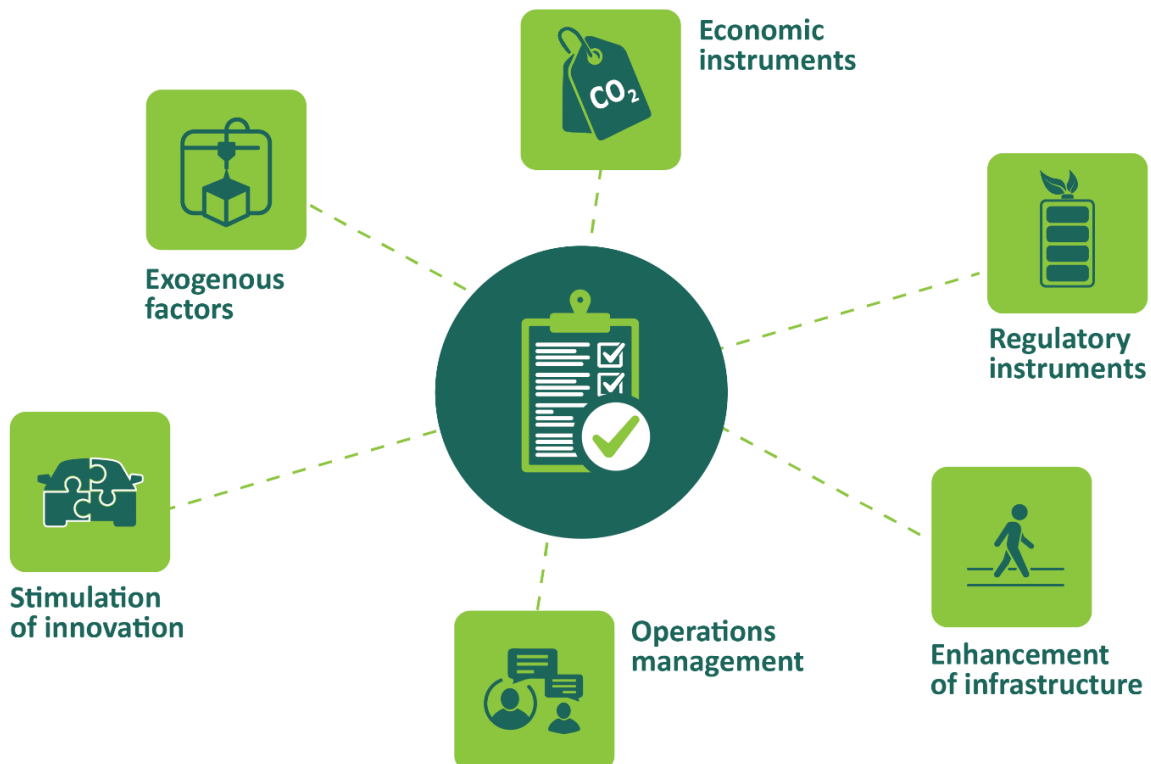 Economic
instruments
CO₂
Exogenous
factors
Regulatory
instruments
Stimulation
of innovation
Operations
management
Enhancement
of infrastructure